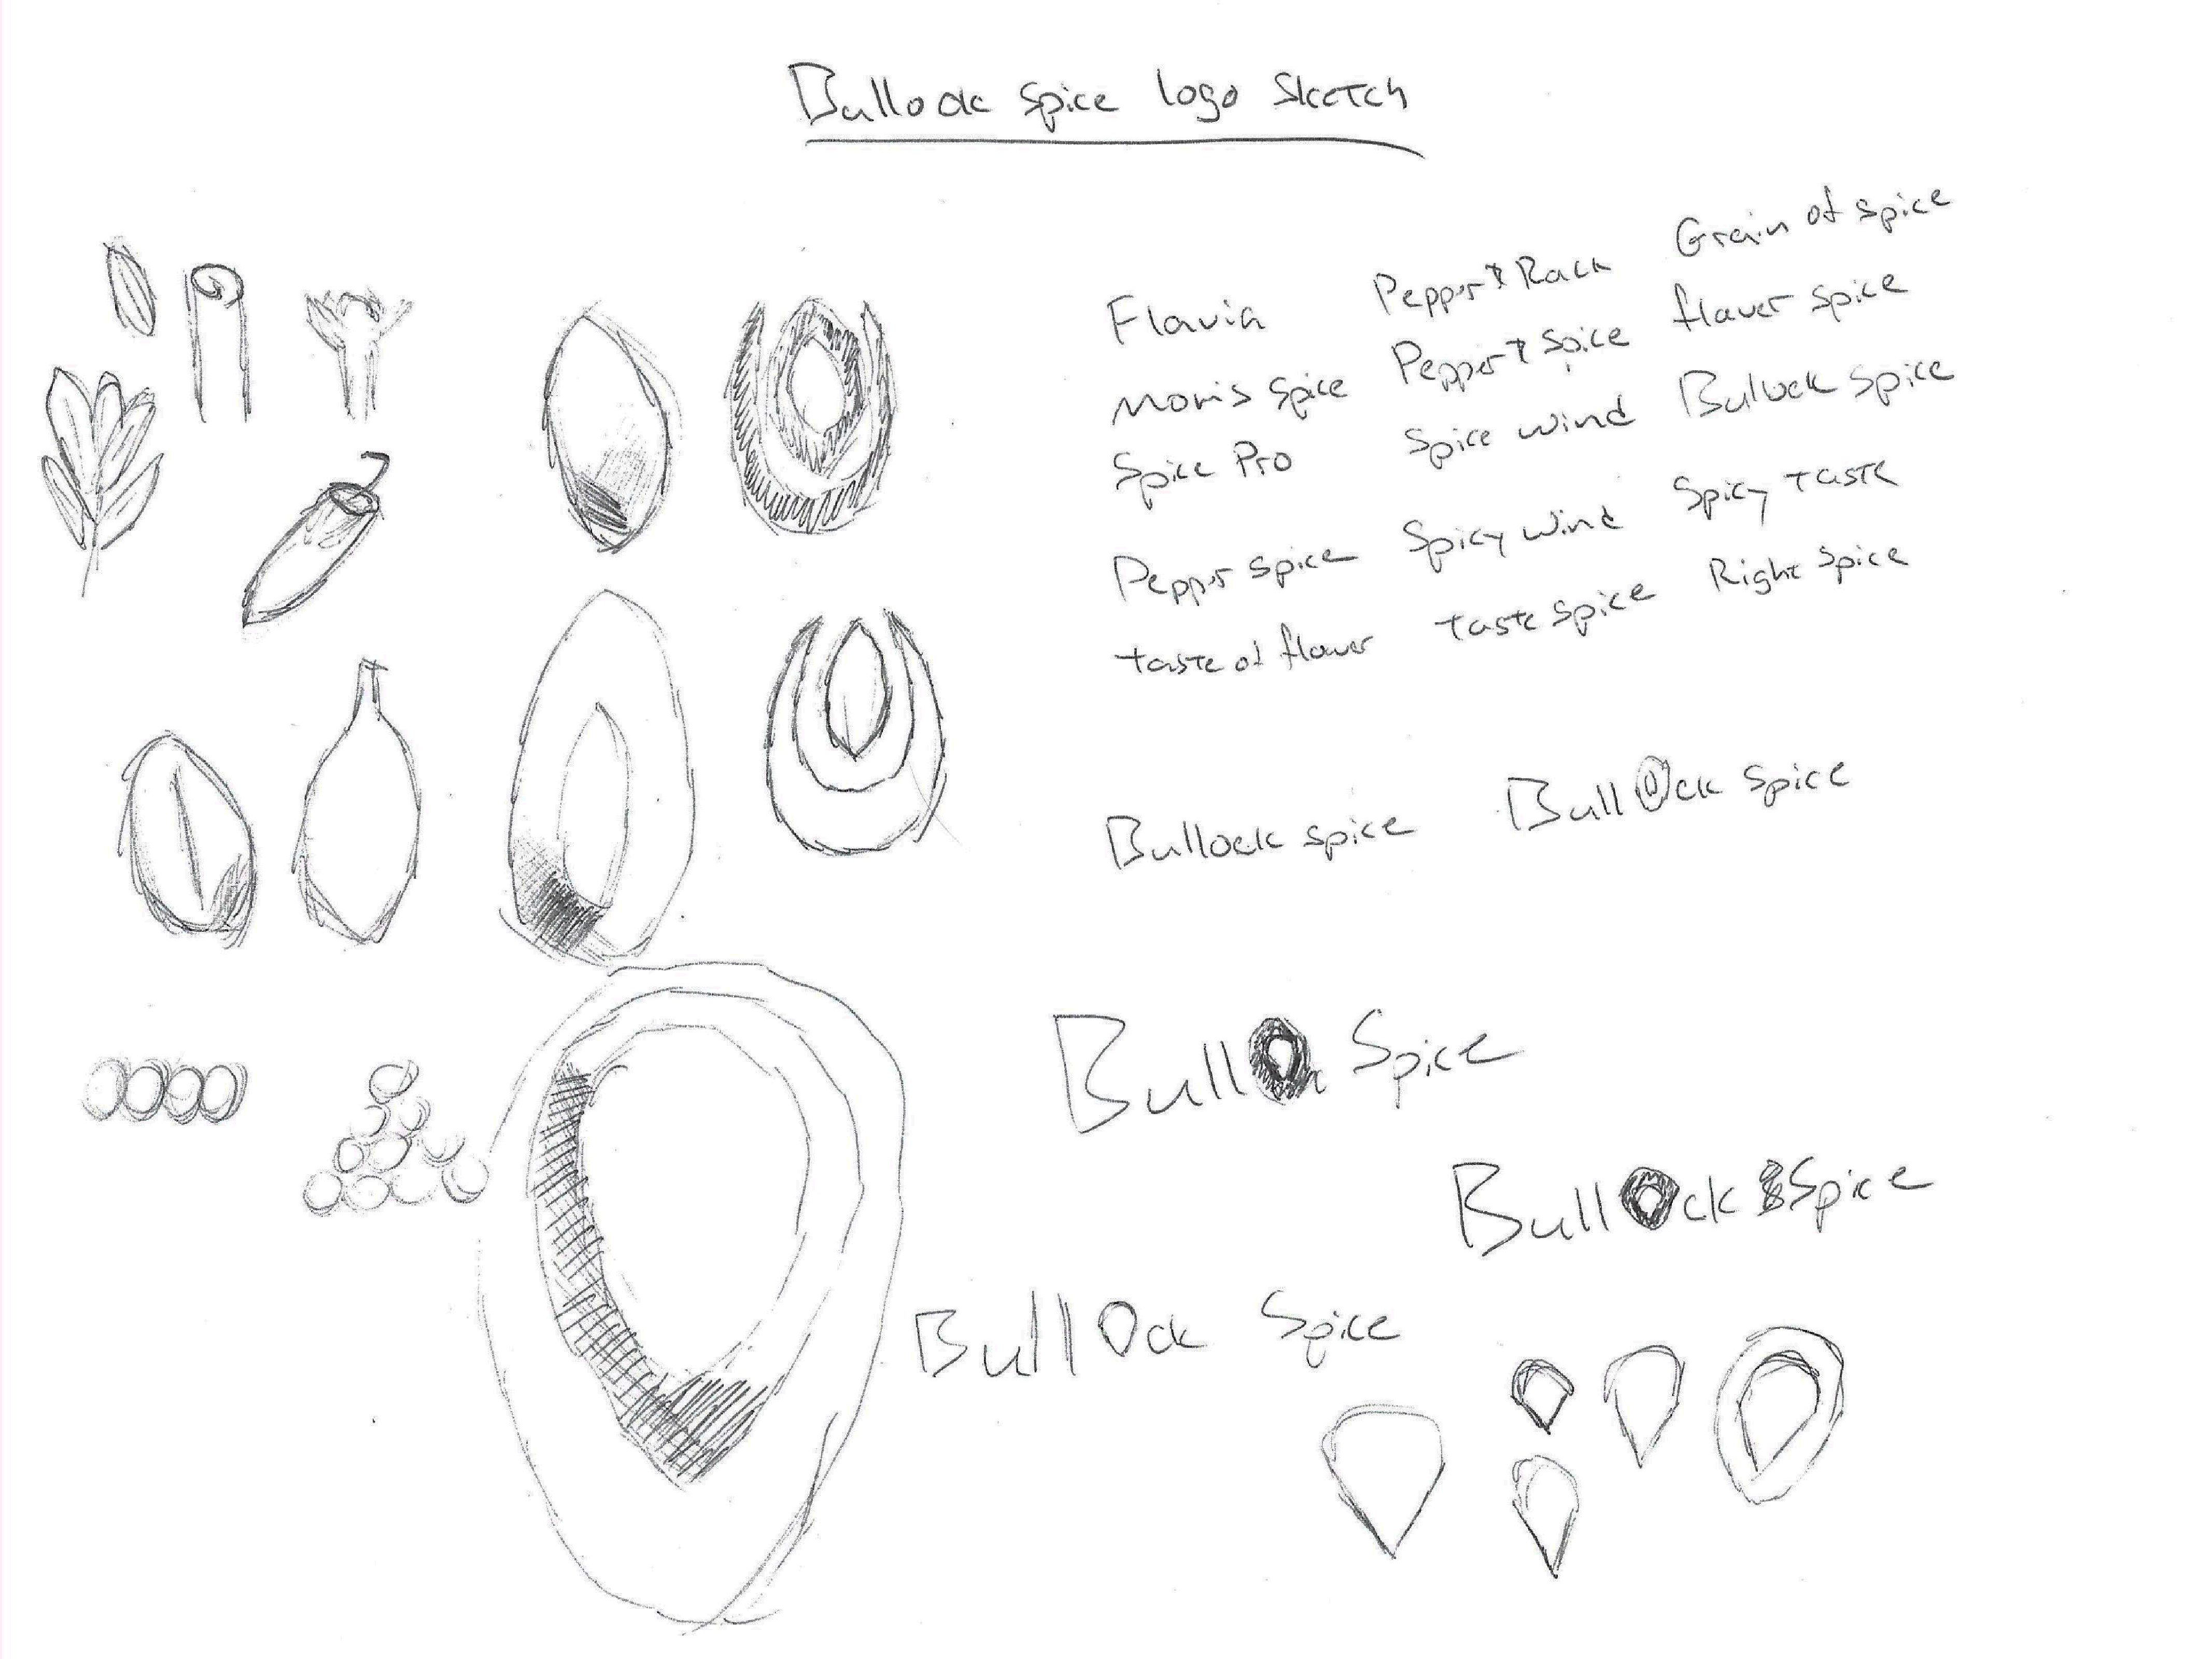 Bullock spice logo sketch
Flavia Pepper & Rack Grain of spice
Moris spice Pepper & spice flaver spice
Spice Pro Spice wind Bulock spice
Pepper spice Spicy wind Spicy taste
taste of flower taste spice Right spice
Bullock spice BullOck spice
BullO Spice
BullOck Spice
BullOck Spice